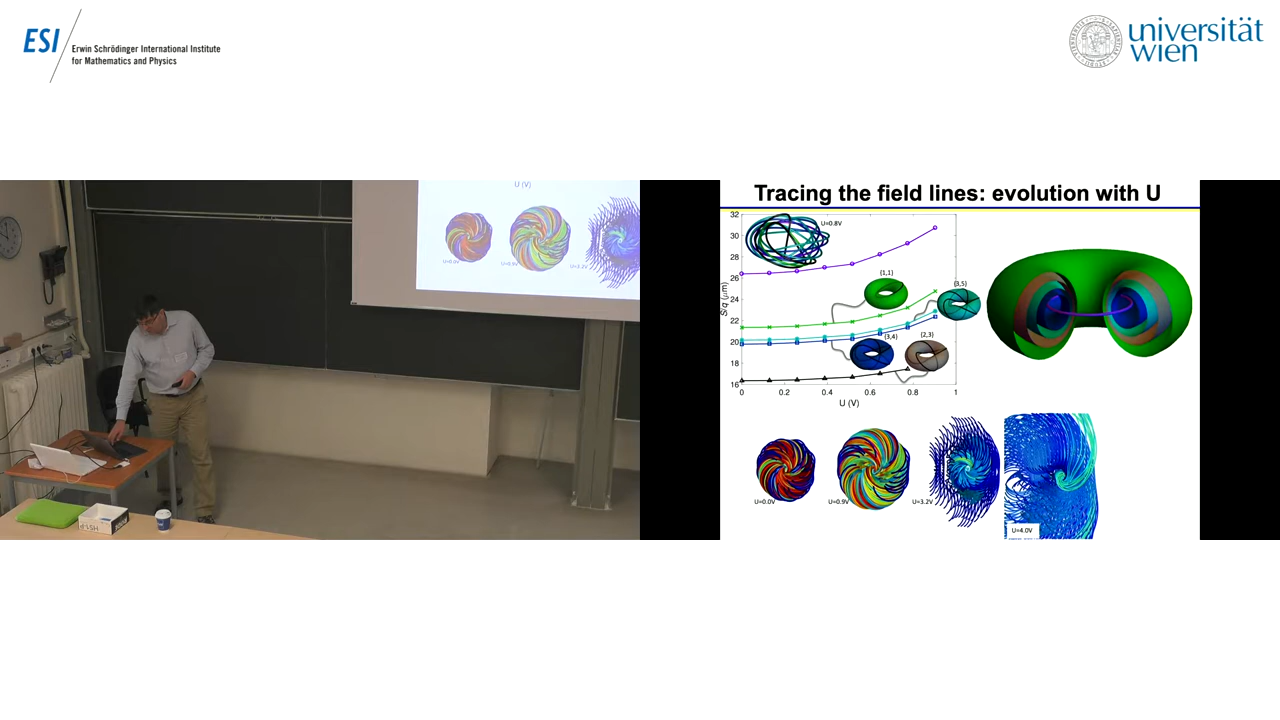 ESI
Erwin Schrödinger International Institute
for Mathematics and Physics
universität
wien
U (V)
U=0.0V
U=0.9V
U=3.2V
Tracing the field lines: evolution with U
32
30
28
26
24
22
20
18
16
S/q (μm)
0
0.2
0.4
0.6
0.8
1
U (V)
U=0.8V
(1,1)
(3,5)
(3,4)
(2,3)
U=0.0V
U=0.9V
U=3.2V
U=4.0V